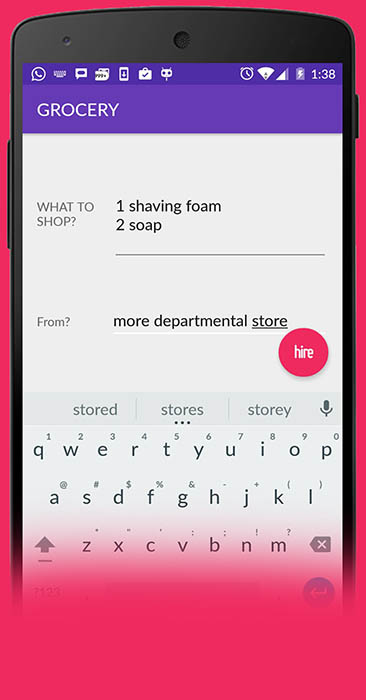 999+ 1:38
GROCERY
WHAT TO
SHOP?
1 shaving foam
2 soap
From?
more departmental store
hire
stored stores storey
1 2 3 4 5 6 7 8 9 0
q w e r t y u i o p
@ # $ % & - + ( )
a s d f g h j k l
* " ' : ; ! ?
z x c v b n m
?123